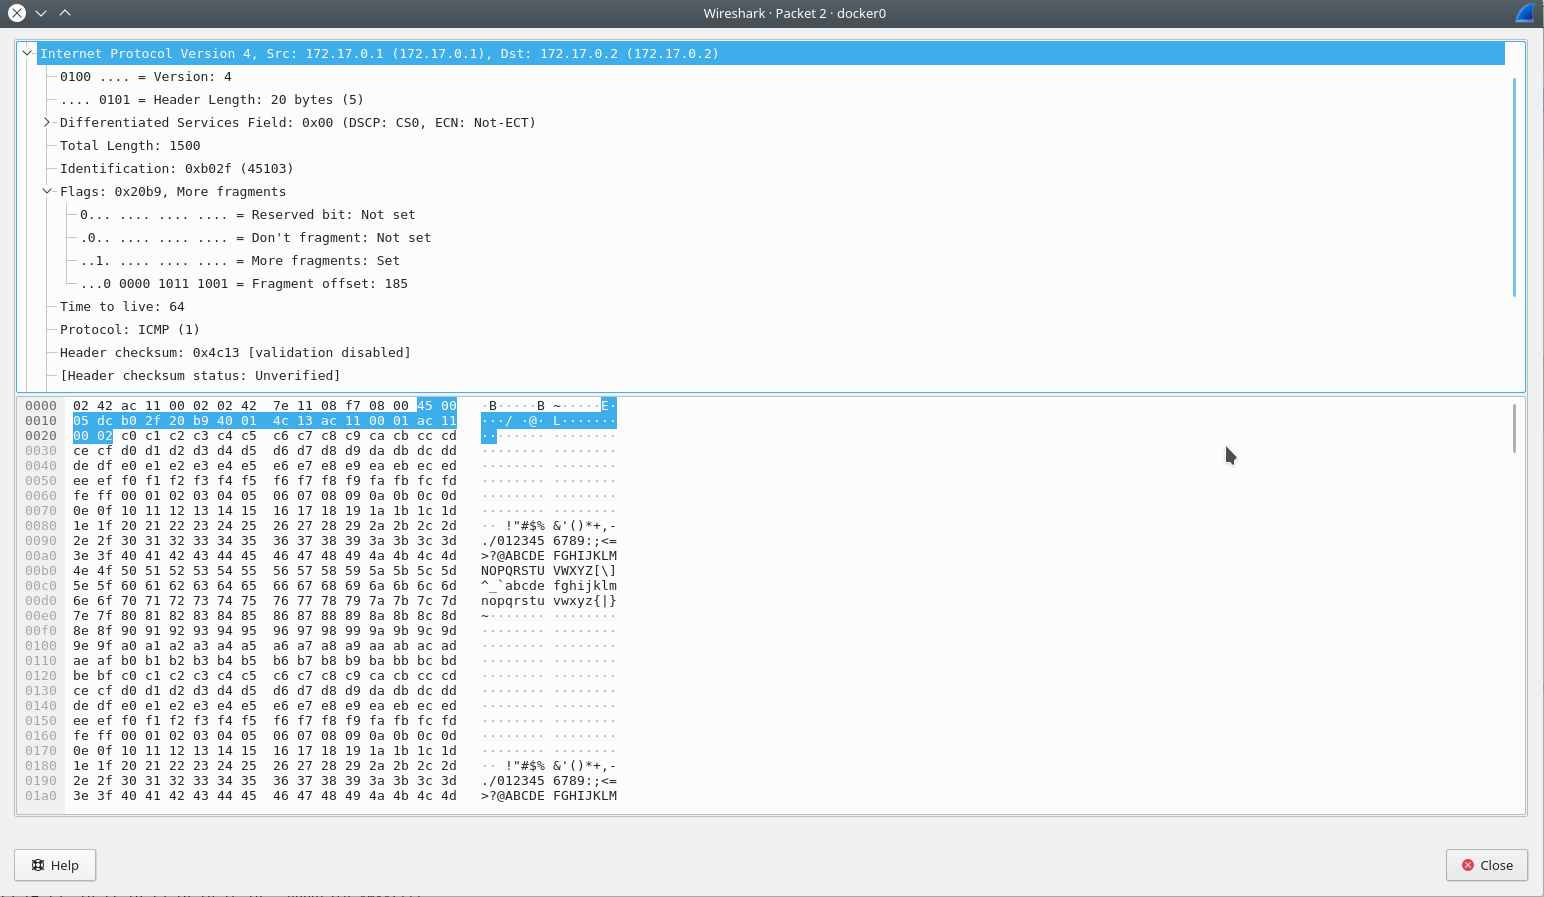 Wireshark · Packet 2 · docker0
Internet Protocol Version 4, Src: 172.17.0.1 (172.17.0.1), Dst: 172.17.0.2 (172.17.0.2)
0100 .... = Version: 4
.... 0101 = Header Length: 20 bytes (5)
Differentiated Services Field: 0x00 (DSCP: CS0, ECN: Not-ECT)
Total Length: 1500
Identification: 0xb02f (45103)
Flags: 0x20b9, More fragments
0... .... .... .... = Reserved bit: Not set
.0.. .... .... .... = Don't fragment: Not set
..1. .... .... .... = More fragments: Set
...0 0000 1011 1001 = Fragment offset: 185
Time to live: 64
Protocol: ICMP (1)
Header checksum: 0x4c13 [validation disabled]
[Header checksum status: Unverified]
0000 02 42 ac 11 00 02 02 42 7e 11 08 f7 08 00 45 00 ·B·····B ~·····E·
0010 05 dc b0 2f 20 b9 40 01 4c 13 ac 11 00 01 ac 11 ···/ ·@· L·······
0020 00 02 c0 c1 c2 c3 c4 c5 c6 c7 c8 c9 ca cb cc cd ········ ········
0030 ce cf d0 d1 d2 d3 d4 d5 d6 d7 d8 d9 da db dc dd ········ ········
0040 de df e0 e1 e2 e3 e4 e5 e6 e7 e8 e9 ea eb ec ed ········ ········
0050 ee ef f0 f1 f2 f3 f4 f5 f6 f7 f8 f9 fa fb fc fd ········ ········
0060 fe ff 00 01 02 03 04 05 06 07 08 09 0a 0b 0c 0d ········ ········
0070 0e 0f 10 11 12 13 14 15 16 17 18 19 1a 1b 1c 1d ········ ········
0080 1e 1f 20 21 22 23 24 25 26 27 28 29 2a 2b 2c 2d ·· !"#$% &'()*+,-
0090 2e 2f 30 31 32 33 34 35 36 37 38 39 3a 3b 3c 3d ./012345 6789:;<=
00a0 3e 3f 40 41 42 43 44 45 46 47 48 49 4a 4b 4c 4d >?@ABCDE FGHIJKLM
00b0 4e 4f 50 51 52 53 54 55 56 57 58 59 5a 5b 5c 5d NOPQRSTU VWXYZ[\]
00c0 5e 5f 60 61 62 63 64 65 66 67 68 69 6a 6b 6c 6d ^_`abcde fghijklm
00d0 6e 6f 70 71 72 73 74 75 76 77 78 79 7a 7b 7c 7d nopqrstu vwxyz{|}
00e0 7e 7f 80 81 82 83 84 85 86 87 88 89 8a 8b 8c 8d ~······· ········
00f0 8e 8f 90 91 92 93 94 95 96 97 98 99 9a 9b 9c 9d ········ ········
0100 9e 9f a0 a1 a2 a3 a4 a5 a6 a7 a8 a9 aa ab ac ad ········ ········
0110 ae af b0 b1 b2 b3 b4 b5 b6 b7 b8 b9 ba bb bc bd ········ ········
0120 be bf c0 c1 c2 c3 c4 c5 c6 c7 c8 c9 ca cb cc cd ········ ········
0130 ce cf d0 d1 d2 d3 d4 d5 d6 d7 d8 d9 da db dc dd ········ ········
0140 de df e0 e1 e2 e3 e4 e5 e6 e7 e8 e9 ea eb ec ed ········ ········
0150 ee ef f0 f1 f2 f3 f4 f5 f6 f7 f8 f9 fa fb fc fd ········ ········
0160 fe ff 00 01 02 03 04 05 06 07 08 09 0a 0b 0c 0d ········ ········
0170 0e 0f 10 11 12 13 14 15 16 17 18 19 1a 1b 1c 1d ········ ········
0180 1e 1f 20 21 22 23 24 25 26 27 28 29 2a 2b 2c 2d ·· !"#$% &'()*+,-
0190 2e 2f 30 31 32 33 34 35 36 37 38 39 3a 3b 3c 3d ./012345 6789:;<=
01a0 3e 3f 40 41 42 43 44 45 46 47 48 49 4a 4b 4c 4d >?@ABCDE FGHIJKLM
Help
Close